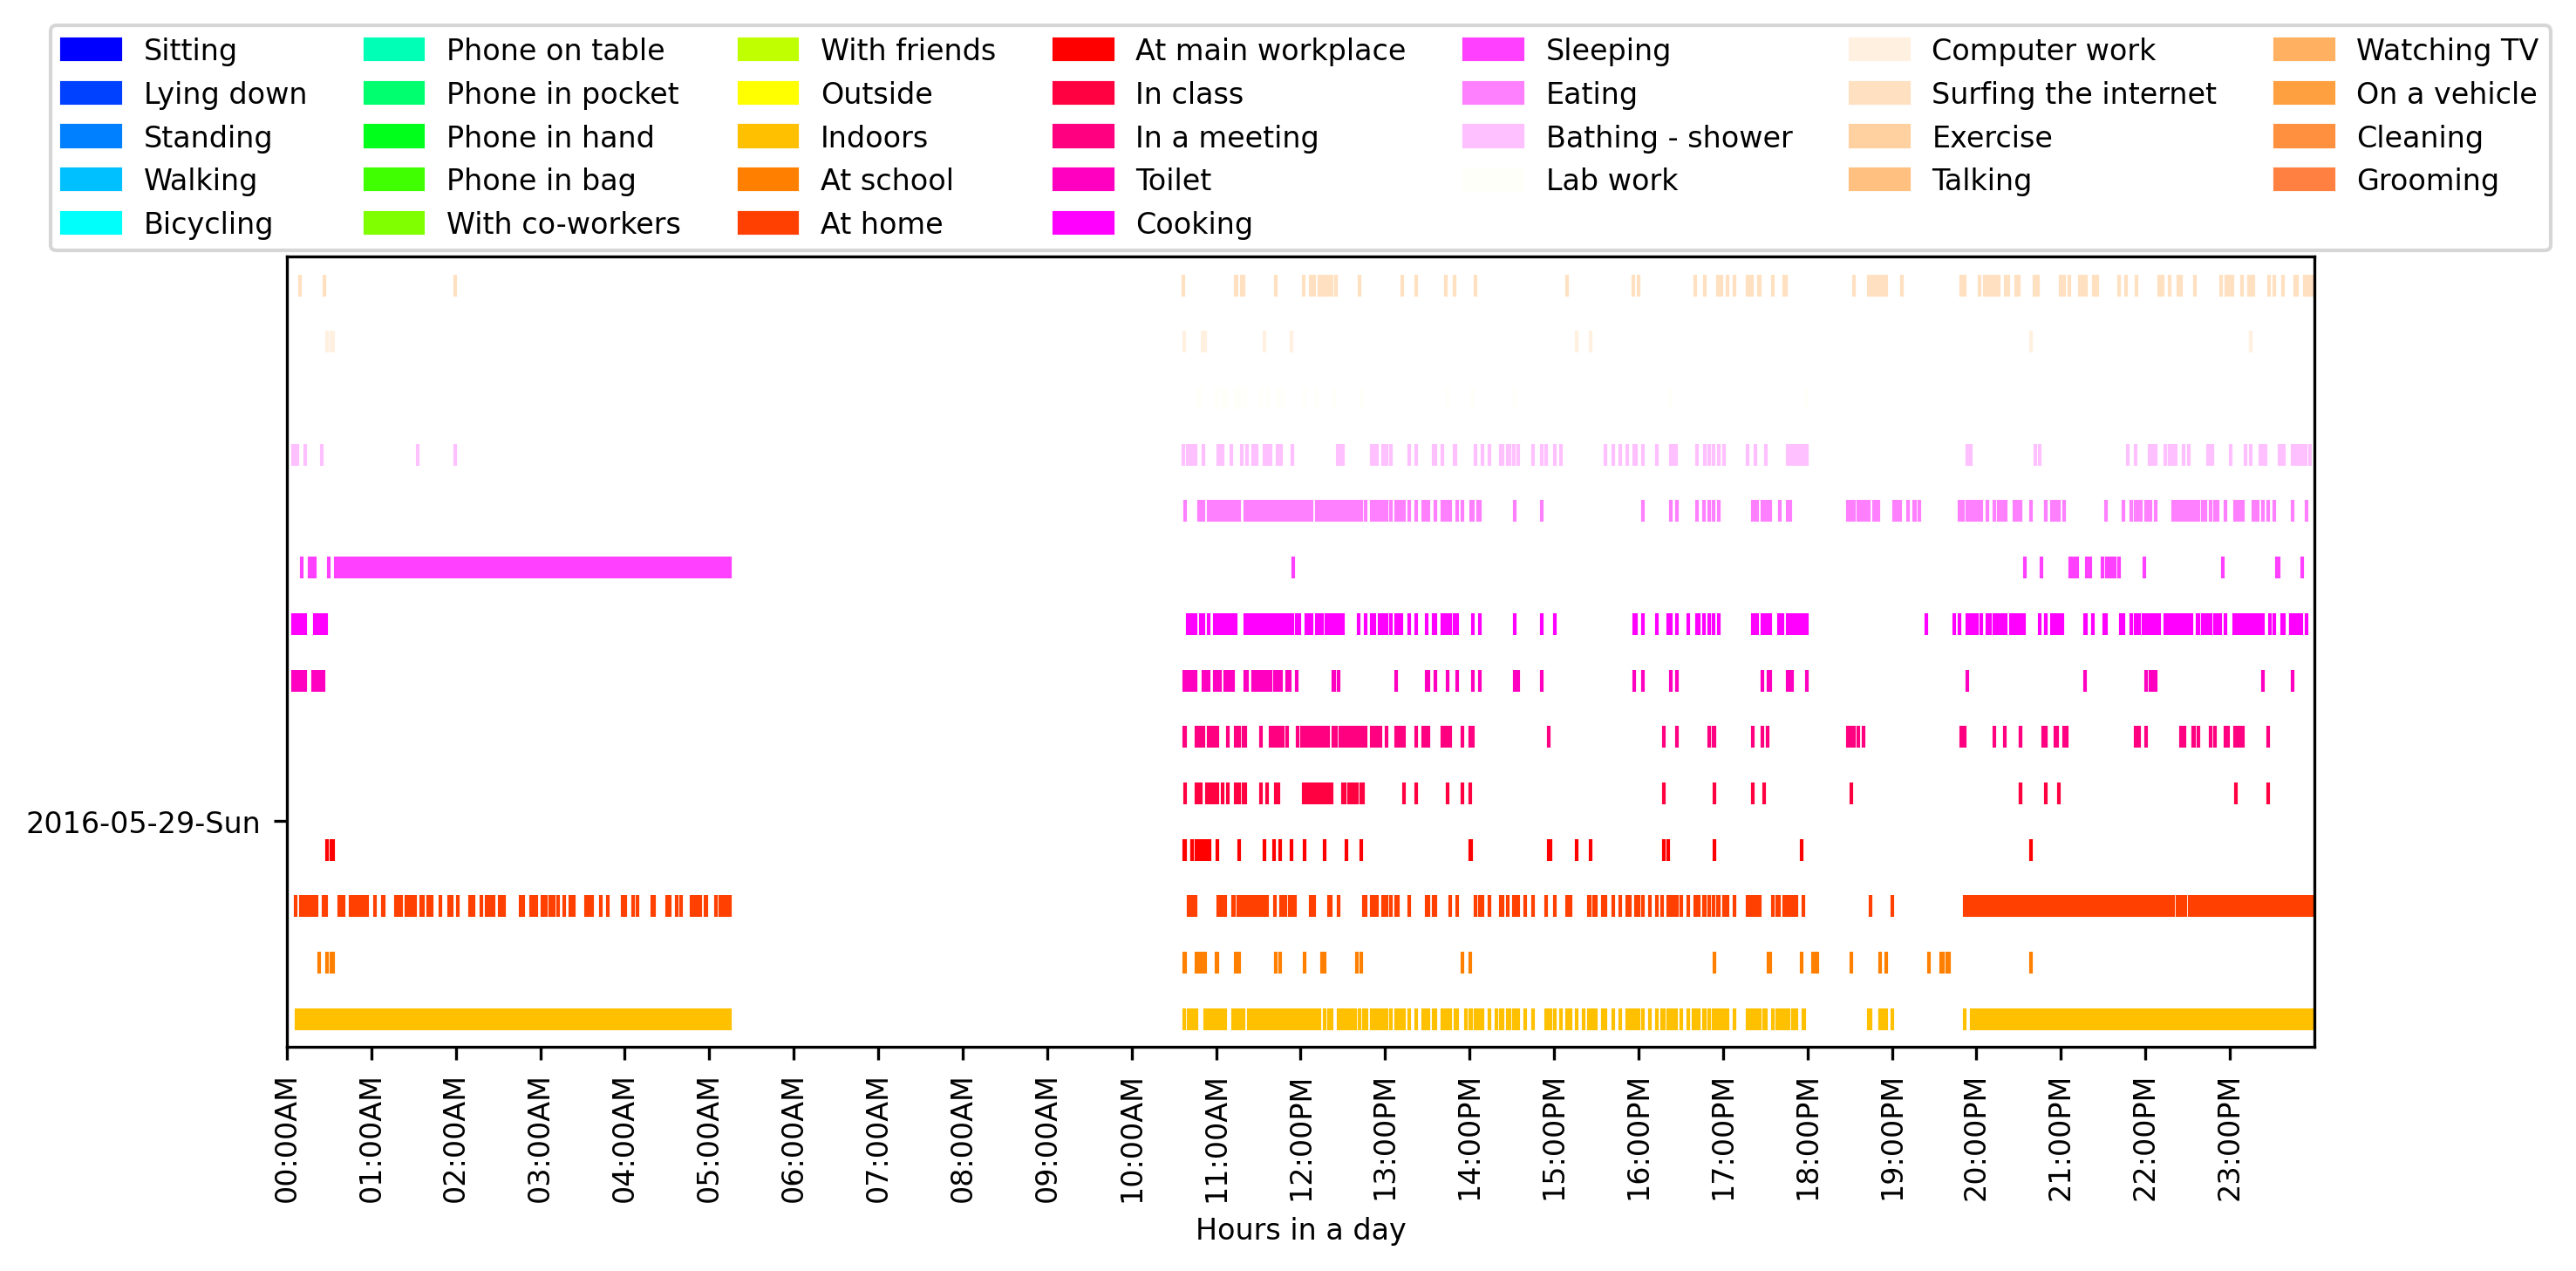 Sitting
Lying down
Standing
Walking
Bicycling
Phone on table
Phone in pocket
Phone in hand
Phone in bag
With co-workers
With friends
Outside
Indoors
At school
At home
At main workplace
In class
In a meeting
Toilet
Cooking
Sleeping
Eating
Bathing - shower
Lab work
Computer work
Surfing the internet
Exercise
Talking
Watching TV
On a vehicle
Cleaning
Grooming
2016-05-29-Sun
00:00AM
01:00AM
02:00AM
03:00AM
04:00AM
05:00AM
06:00AM
07:00AM
08:00AM
09:00AM
10:00AM
11:00AM
12:00PM
13:00PM
14:00PM
15:00PM
16:00PM
17:00PM
18:00PM
19:00PM
20:00PM
21:00PM
22:00PM
23:00PM
Hours in a day